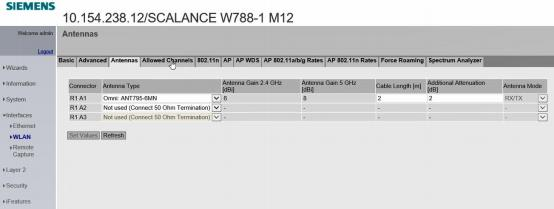 SIEMENS
10.154.238.12/SCALANCE W788-1 M12
Welcome admin
Logout
Antennas
Basic Advanced Antennas Allowed Channels 802.11n AP AP WDS AP 802.11a/b/g Rates AP 802.11n Rates Force Roaming Spectrum Analyzer
Wizards
Information
System
Interfaces
Ethernet
WLAN
Remote Capture
Layer 2
Security
iFeatures
Connector Antenna Type Antenna Gain 2.4 GHz [dBi] Antenna Gain 5 GHz [dBi] Cable Length [m] Additional Attenuation [dB] Antenna Mode
R1 A1 Omni: ANT795-6MN 6 8 2 2 RX/TX
R1 A2 Not used (Connect 50 Ohm Termination) - - - - -
R1 A3 Not used (Connect 50 Ohm Termination) - - - - -
Set Values Refresh